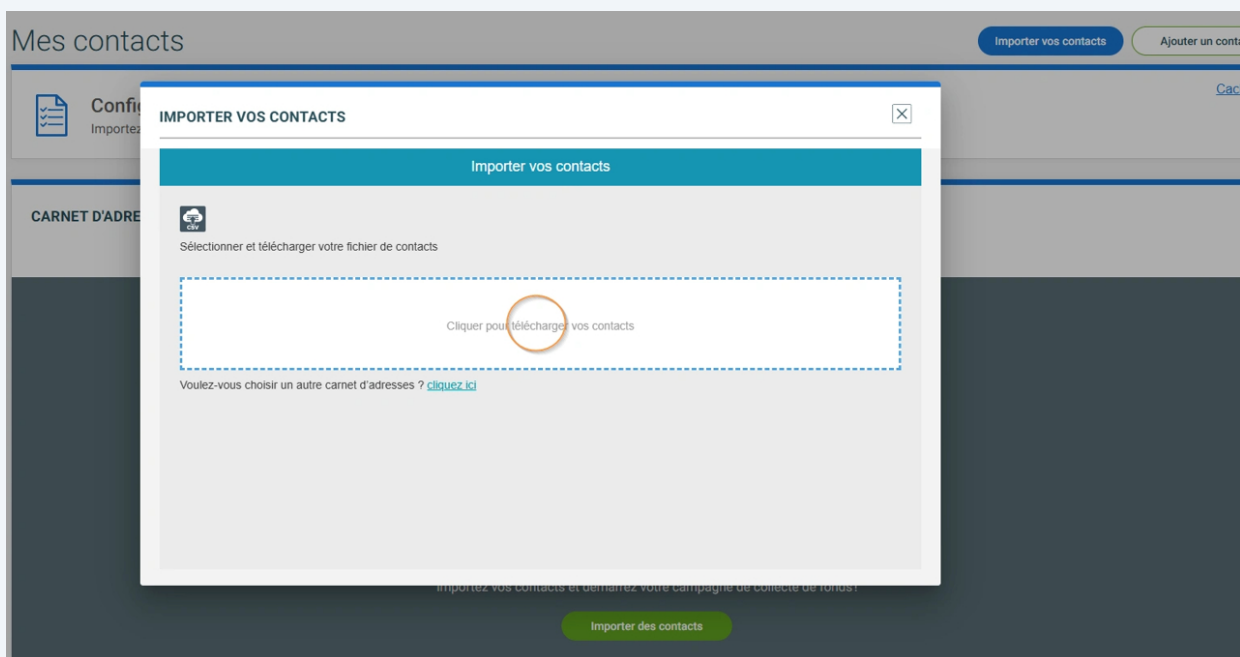 Mes contacts
Importer vos contacts
Ajouter un conta
Cac
Config
Importez
IMPORTER VOS CONTACTS
Importer vos contacts
CARNET D'ADRE
CSV
Sélectionner et télécharger votre fichier de contacts
Cliquer pour télécharger vos contacts
Voulez-vous choisir un autre carnet d'adresses ? cliquez ici
Importez vos contacts et démarrez votre campagne de collecte de fonds!
Importer des contacts